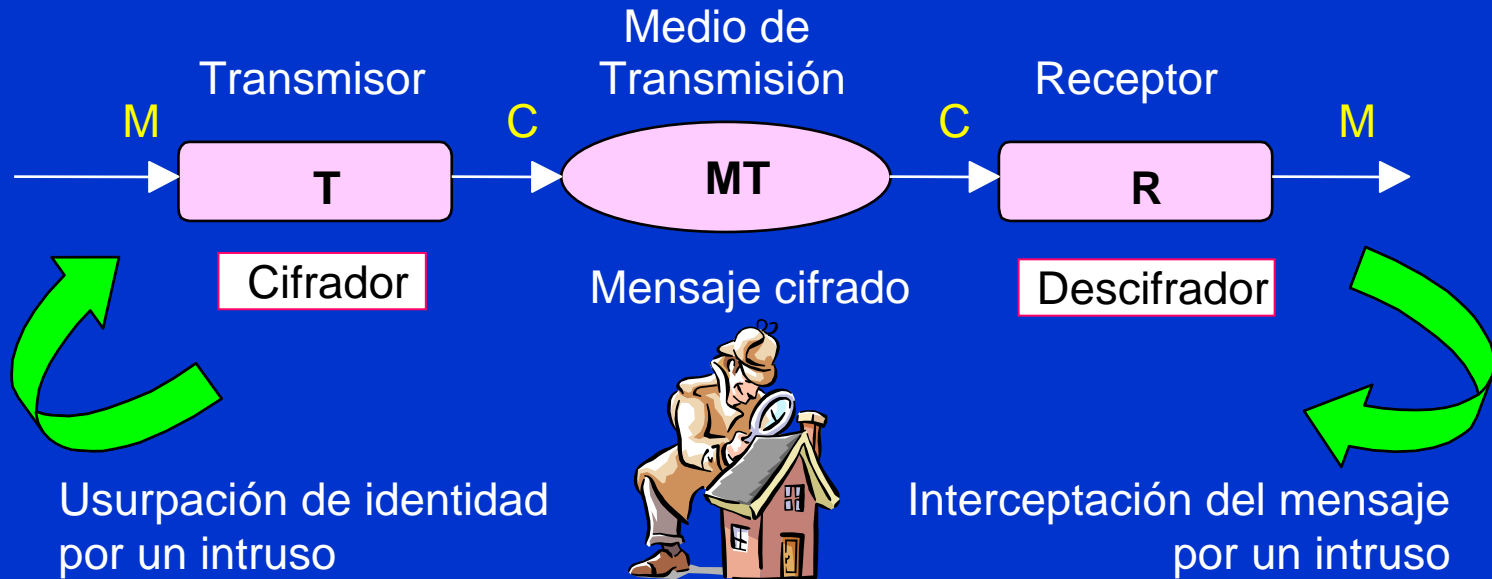 Medio de
Transmisor Transmisión Receptor
M C C M
T MT R
Cifrador Mensaje cifrado Descifrador
Usurpación de identidad
por un intruso
Interceptación del mensaje
por un intruso